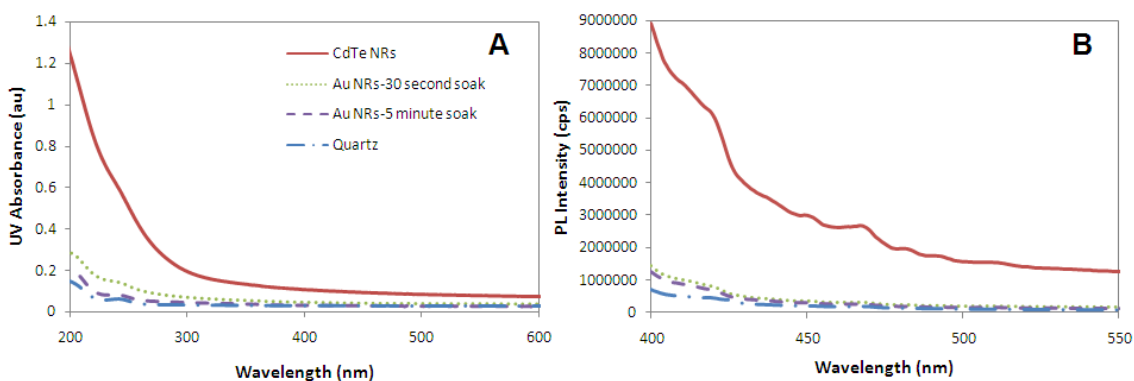 A
UV Absorbance (au)
1.4
1.2
1
0.8
0.6
0.4
0.2
0
CdTe NRs
Au NRs-30 second soak
Au NRs-5 minute soak
Quartz
200 300 400 500 600
Wavelength (nm)
B
PL Intensity (cps)
9000000
8000000
7000000
6000000
5000000
4000000
3000000
2000000
1000000
0
400 450 500 550
Wavelength (nm)